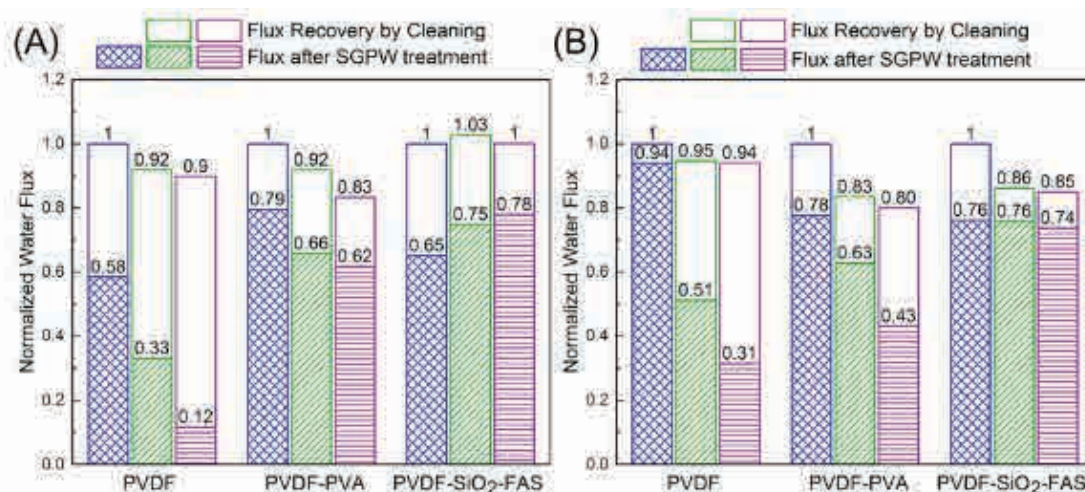 (A)
Flux Recovery by Cleaning
Flux after SGPW treatment
Normalized Water Flux
1.2
1.0
0.8
0.6
0.4
0.2
0.0
1 0.92 0.9
0.58 0.33 0.12
1 0.92 0.83
0.79 0.66 0.62
1 1.03 1
0.65 0.75 0.78
PVDF PVDF-PVA PVDF-SiO₂-FAS
(B)
Flux Recovery by Cleaning
Flux after SGPW treatment
Normalized Water Flux
1.2
1.0
0.8
0.6
0.4
0.2
0.0
1 0.95 0.94
0.94 0.51 0.31
1 0.83 0.80
0.78 0.63 0.43
1 0.86 0.85
0.76 0.76 0.74
PVDF PVDF-PVA PVDF-SiO₂-FAS